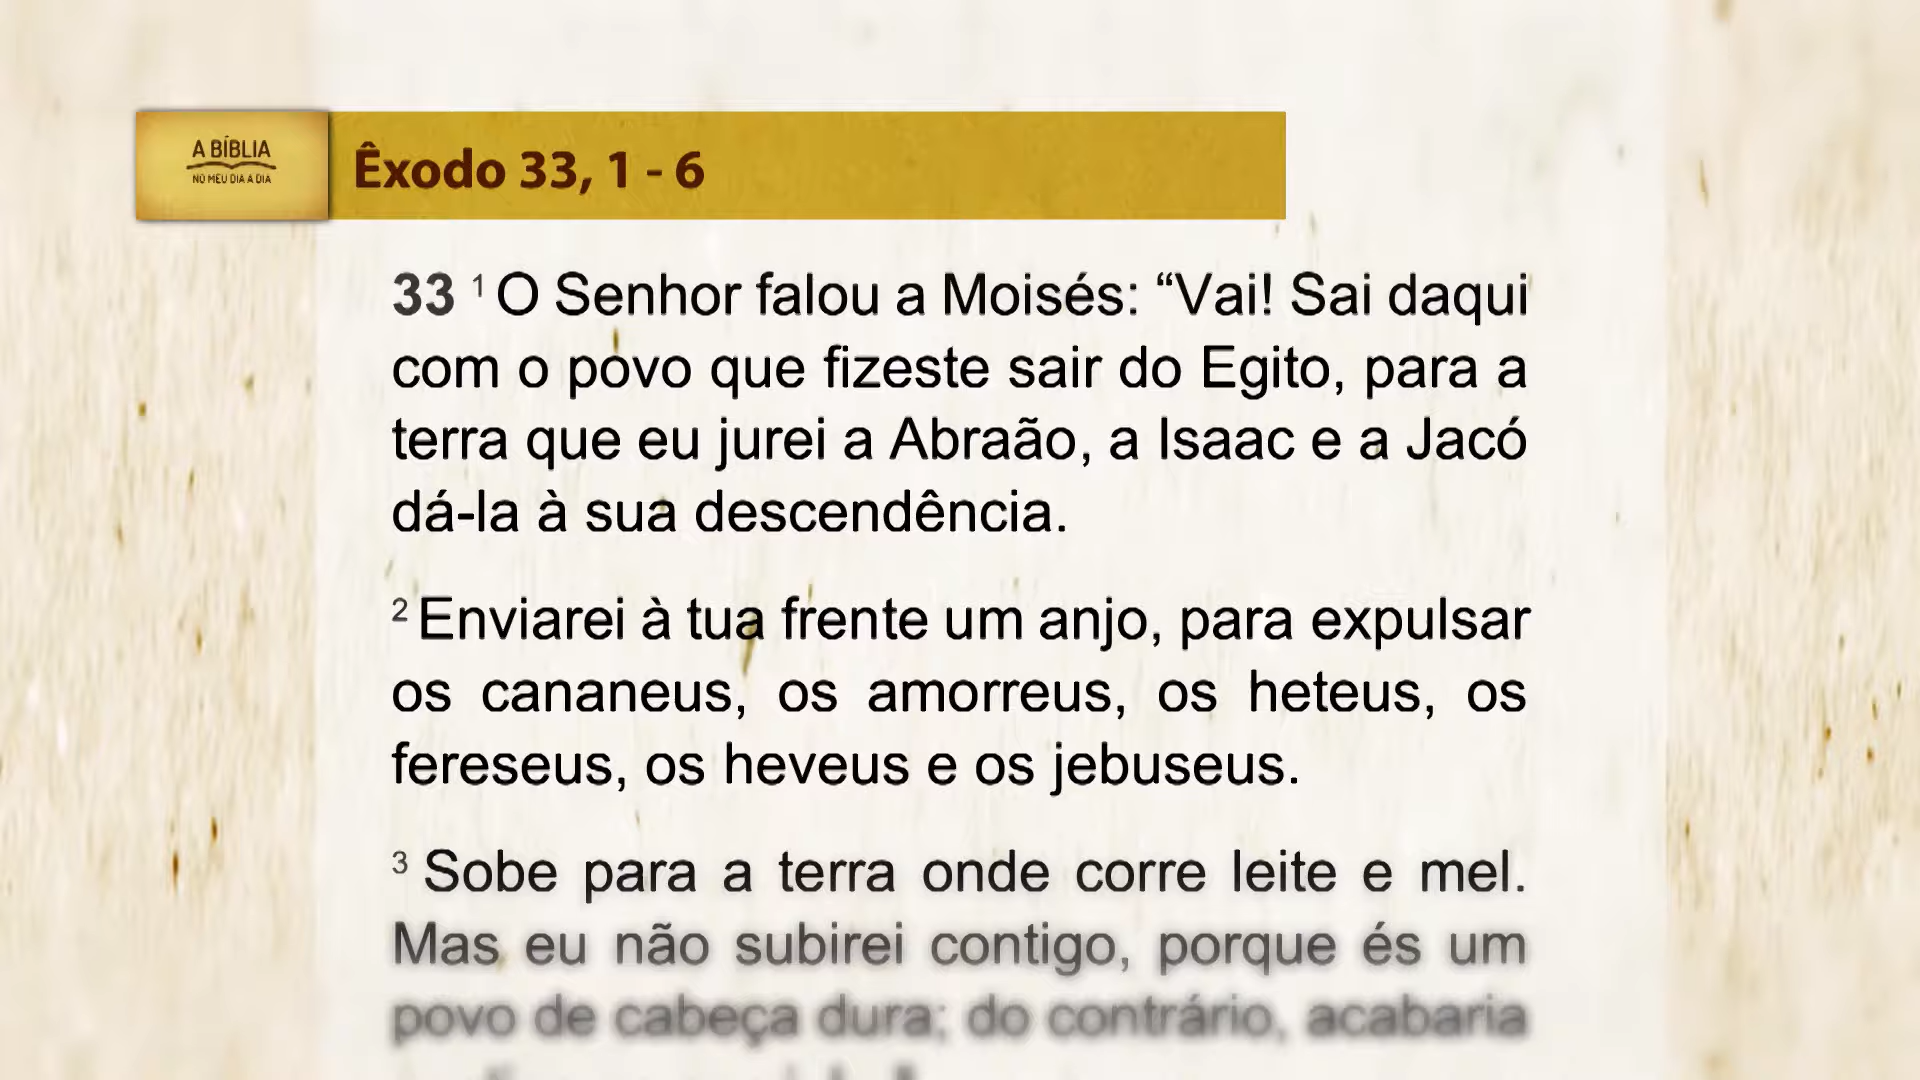 A BÍBLIA
NO MEU DIA A DIA
Êxodo 33, 1 - 6
33 1 O Senhor falou a Moisés: “Vai! Sai daqui
com o povo que fizeste sair do Egito, para a
terra que eu jurei a Abraão, a Isaac e a Jacó
dá-la à sua descendência.
2 Enviarei à tua frente um anjo, para expulsar
os cananeus, os amorreus, os heteus, os
fereseus, os heveus e os jebuseus.
3 Sobe para a terra onde corre leite e mel.
Mas eu não subirei contigo, porque és um
povo de cabeça dura; do contrário, acabaria